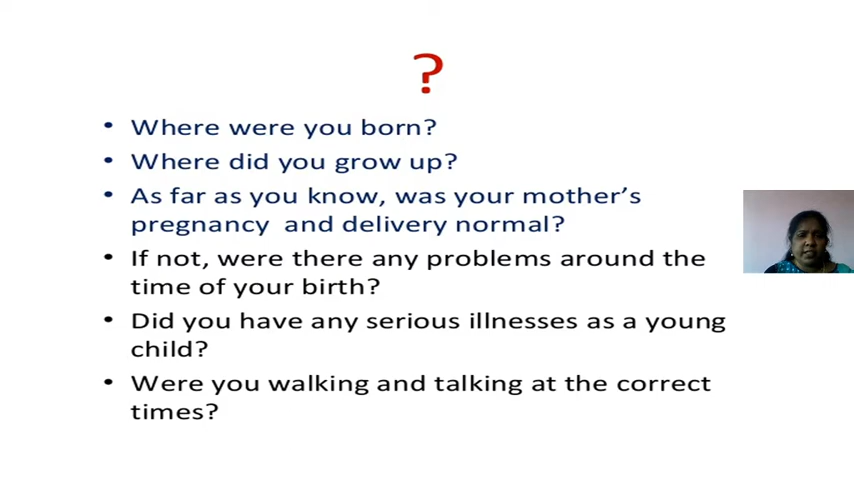 ?
• Where were you born?
• Where did you grow up?
• As far as you know, was your mother’s
pregnancy and delivery normal?
• If not, were there any problems around the
time of your birth?
• Did you have any serious illnesses as a young
child?
• Were you walking and talking at the correct
times?